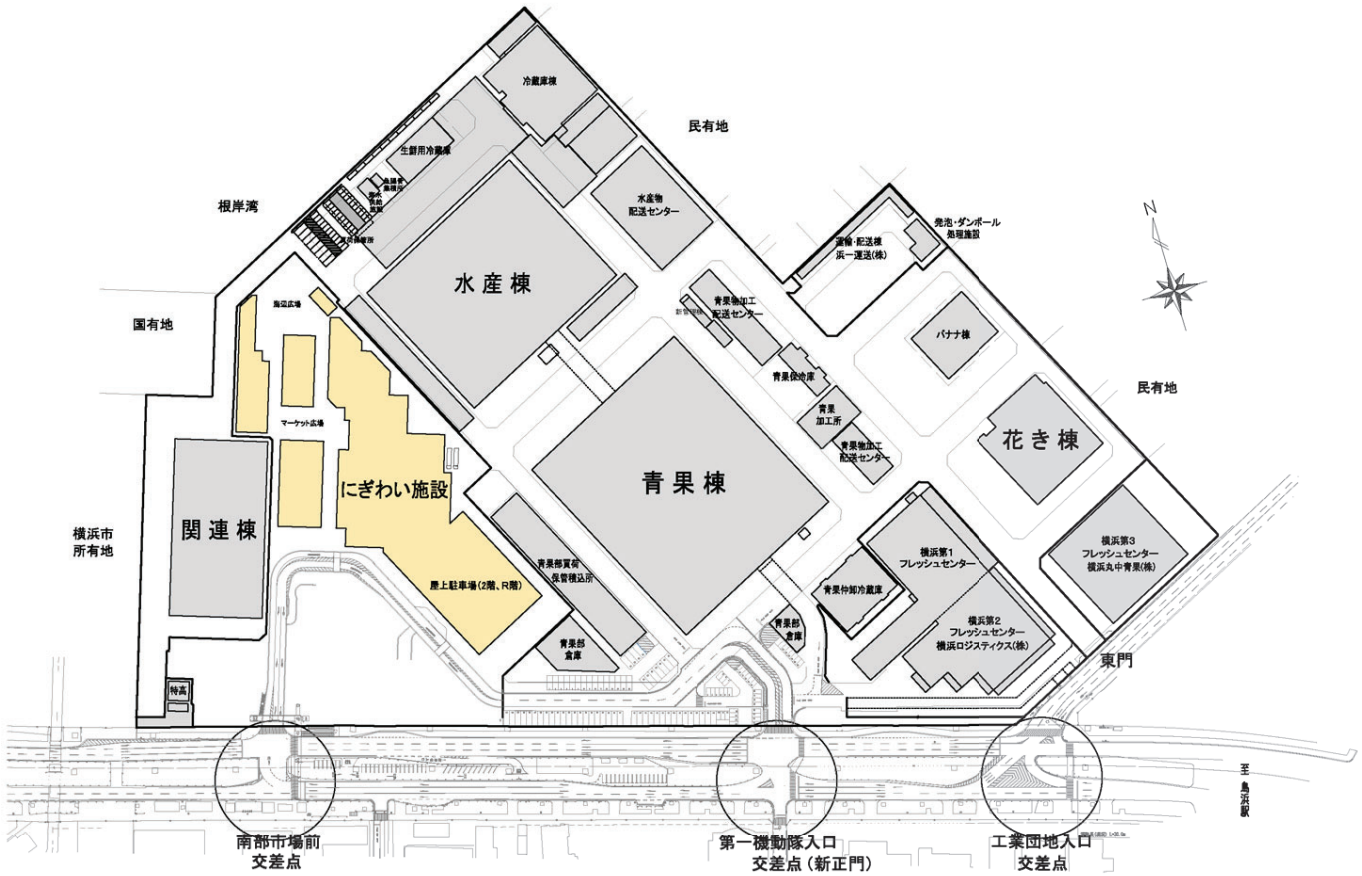 冷蔵庫棟
民有地
生鮮用冷蔵庫
根岸湾
水産物
配送センター
N
発泡・ダンボール
処理施設
運輸・配送棟
浜一運送(株)
水産棟
海辺広場
国有地
青果物加工
配送センター
バナナ棟
青果保冷庫
民有地
マーケット広場
青果
加工所
花き棟
青果物加工
配送センター
青果棟
にぎわい施設
関連棟
横浜市
所有地
横浜第1
フレッシュセンター
横浜第3
フレッシュセンター
横浜丸中青果(株)
青果部買荷
保管積込所
屋上駐車場(2階、R階)
青果仲卸冷蔵庫
横浜第2
フレッシュセンター
横浜ロジスティクス(株)
青果部
倉庫
青果部
倉庫
東門
特高
至 鳥浜駅
南部市場前
交差点
第一機動隊入口
交差点(新正門)
工業団地入口
交差点